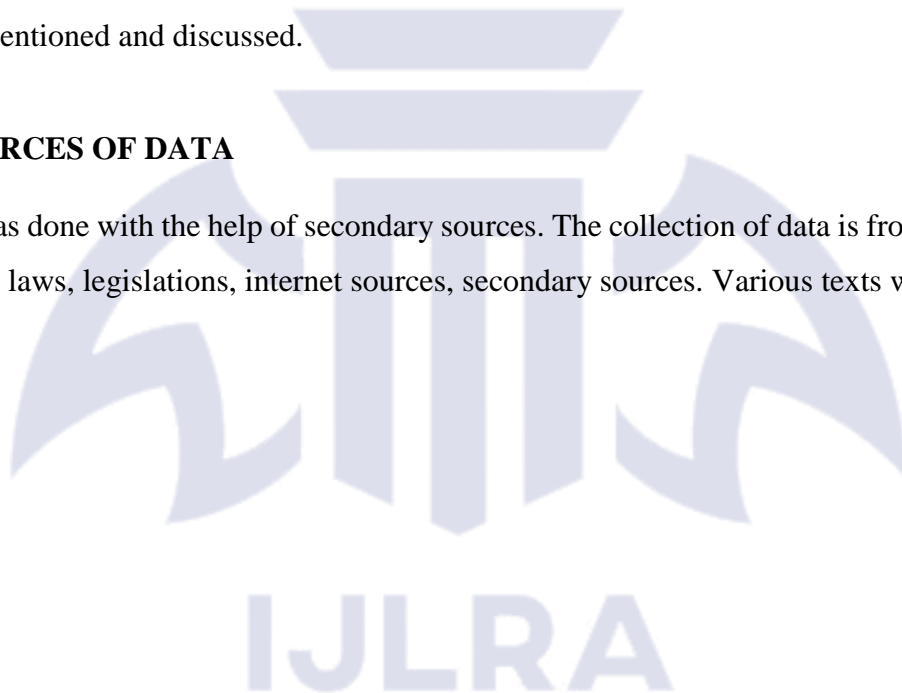 entioned and discussed.
RCES OF DATA
as done with the help of secondary sources. The collection of data is fro
laws, legislations, internet sources, secondary sources. Various texts w
IJLRA